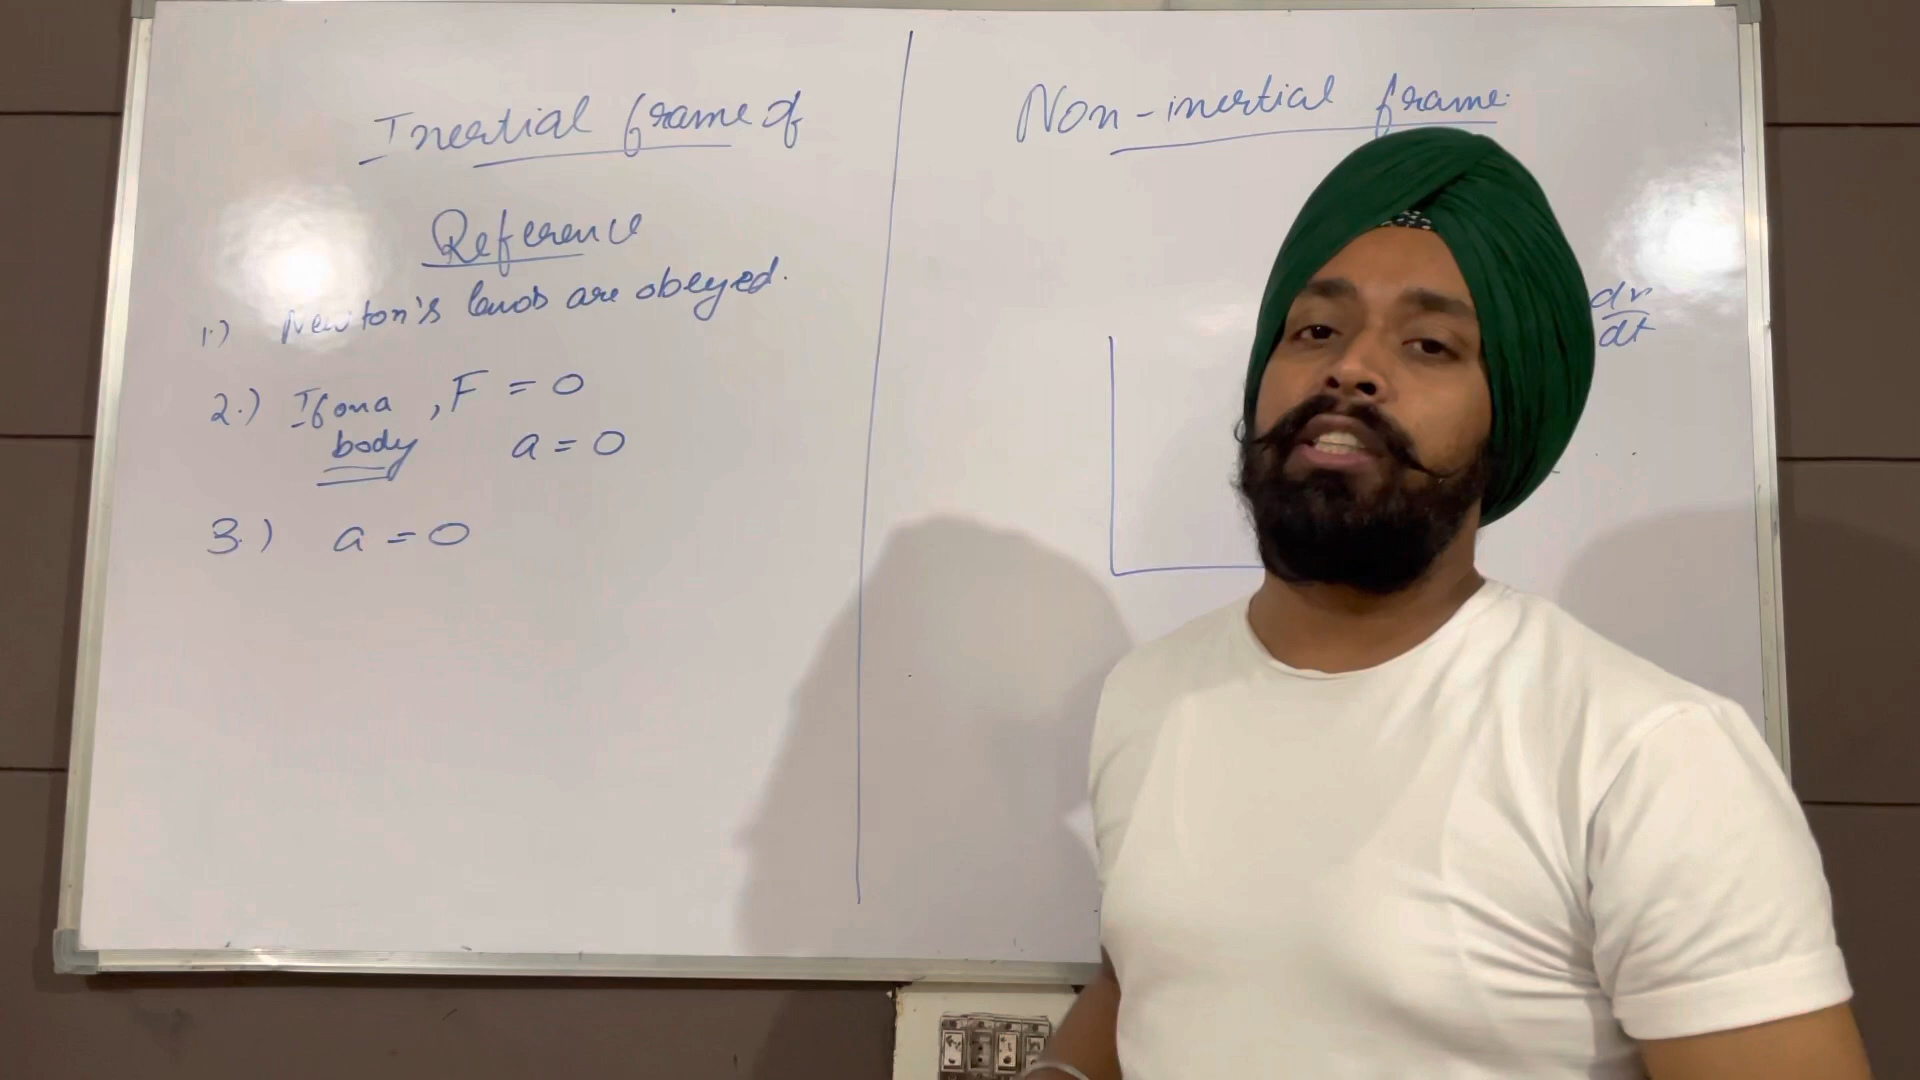 Inertial frame of
Reference
1.) Newton's laws are obeyed.
2.) If on a body, F = 0
a = 0
3.) a = 0
Non-inertial frame
dv
dt